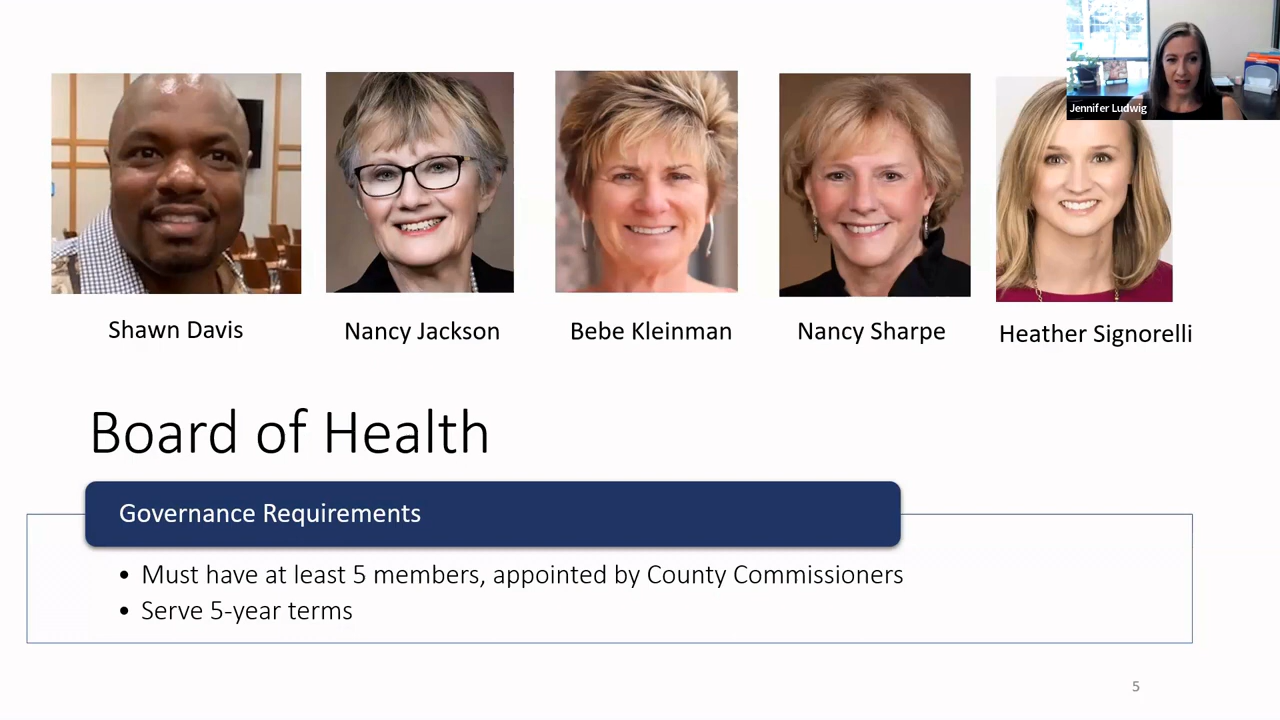 Jennifer Ludwig
Shawn Davis
Nancy Jackson
Bebe Kleinman
Nancy Sharpe
Heather Signorelli
Board of Health
Governance Requirements
• Must have at least 5 members, appointed by County Commissioners
• Serve 5-year terms
5